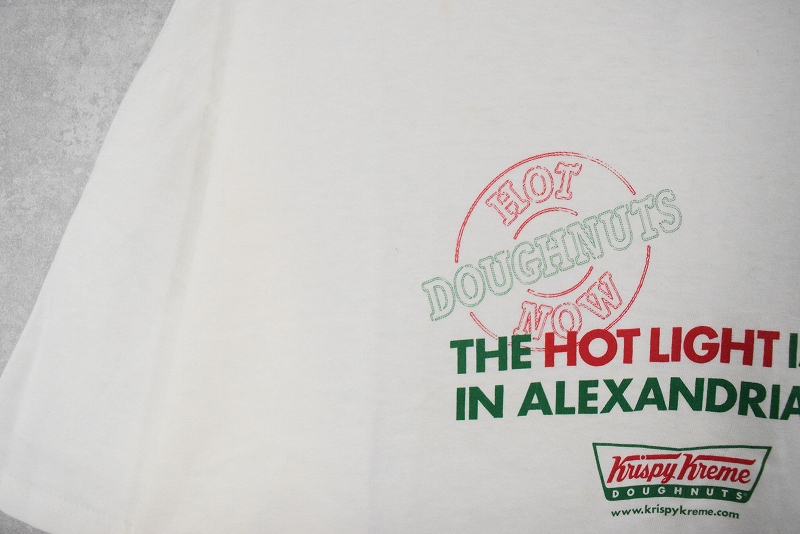 HOT
DOUGHNUTS
NOW
THE HOT LIGHT
IN ALEXANDRIA
Krispy Kreme
DOUGHNUTS
www.krispykreme.com